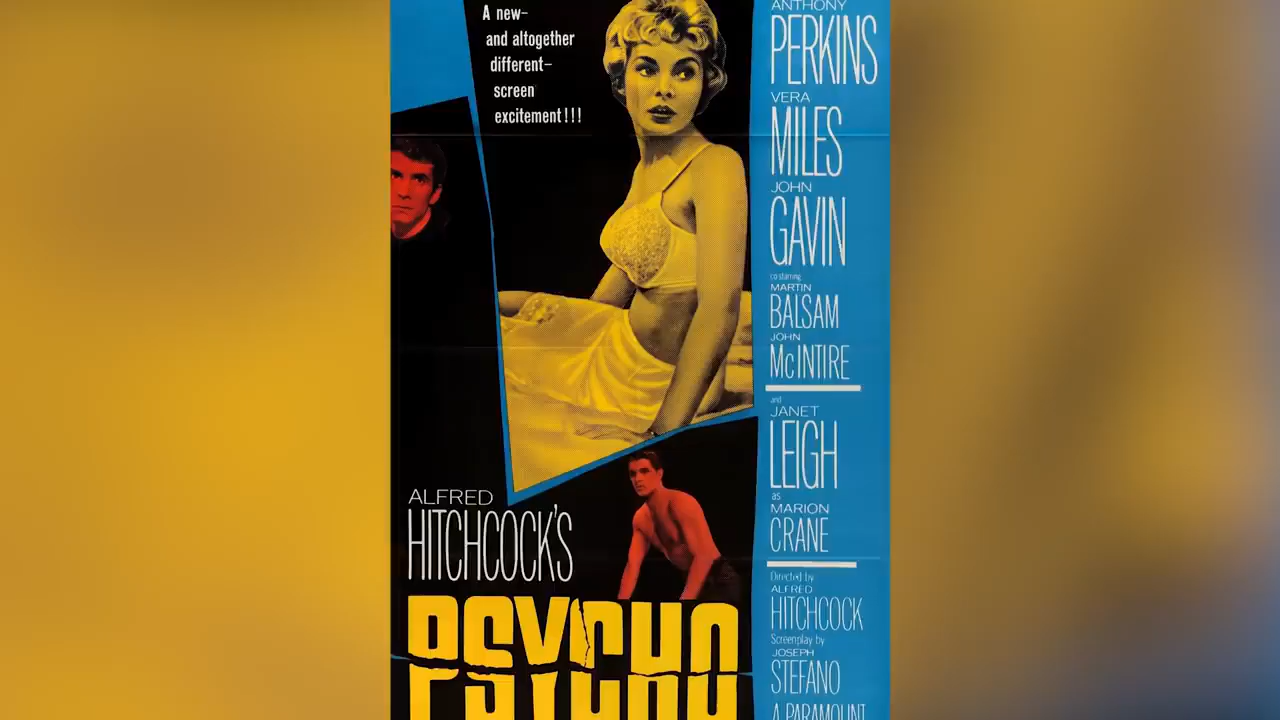 A new–
and altogether
different–
screen
excitement!!!
ALFRED
HITCHCOCK'S
PSYCHO
ANTHONY
PERKINS
VERA
MILES
JOHN
GAVIN
co-starring
MARTIN
BALSAM
JOHN
McINTIRE
and
JANET
LEIGH
as
MARION
CRANE
Directed by
ALFRED
HITCHCOCK
Screenplay by
JOSEPH
STEFANO
A PARAMOUNT